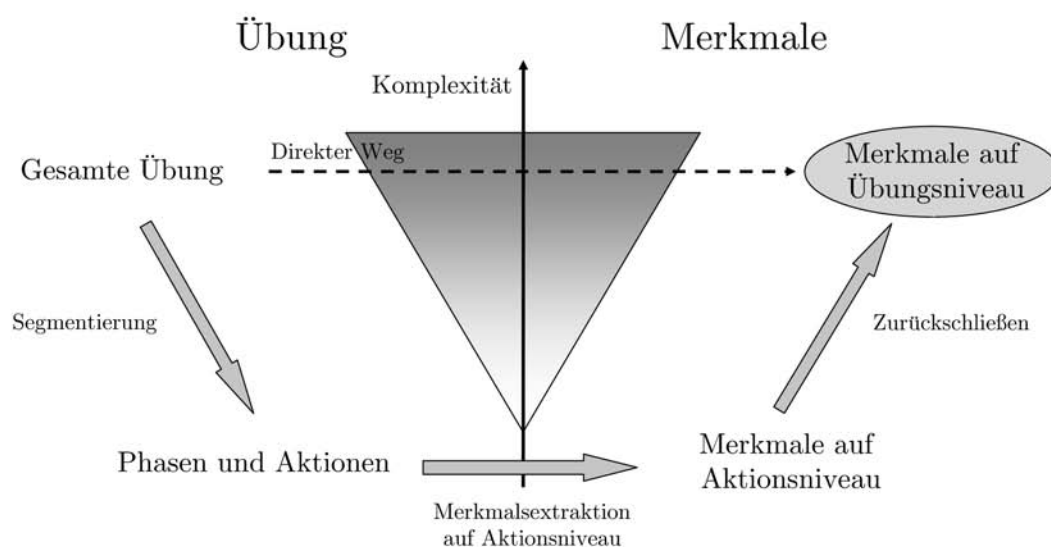 Übung
Merkmale
Komplexität
Direkter Weg
Gesamte Übung
Merkmale auf
Übungsniveau
Segmentierung
Zurückschließen
Phasen und Aktionen
Merkmale auf
Aktionsniveau
Merkmalsextraktion
auf Aktionsniveau